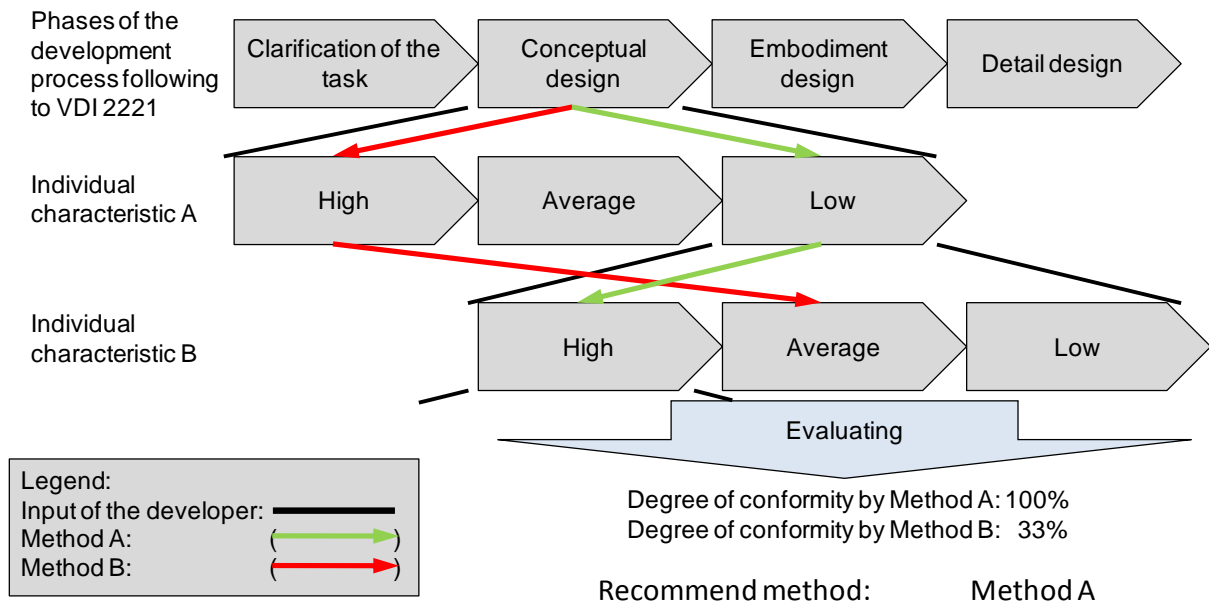 Phases of the
development
process following
to VDI 2221
Clarification of the
task
Conceptual
design
Embodiment
design
Detail design
Individual
characteristic A
High
Average
Low
Individual
characteristic B
High
Average
Low
Evaluating
Legend:
Input of the developer:
Method A: ( )
Method B: ( )
Degree of conformity by Method A: 100%
Degree of conformity by Method B: 33%
Recommend method: Method A